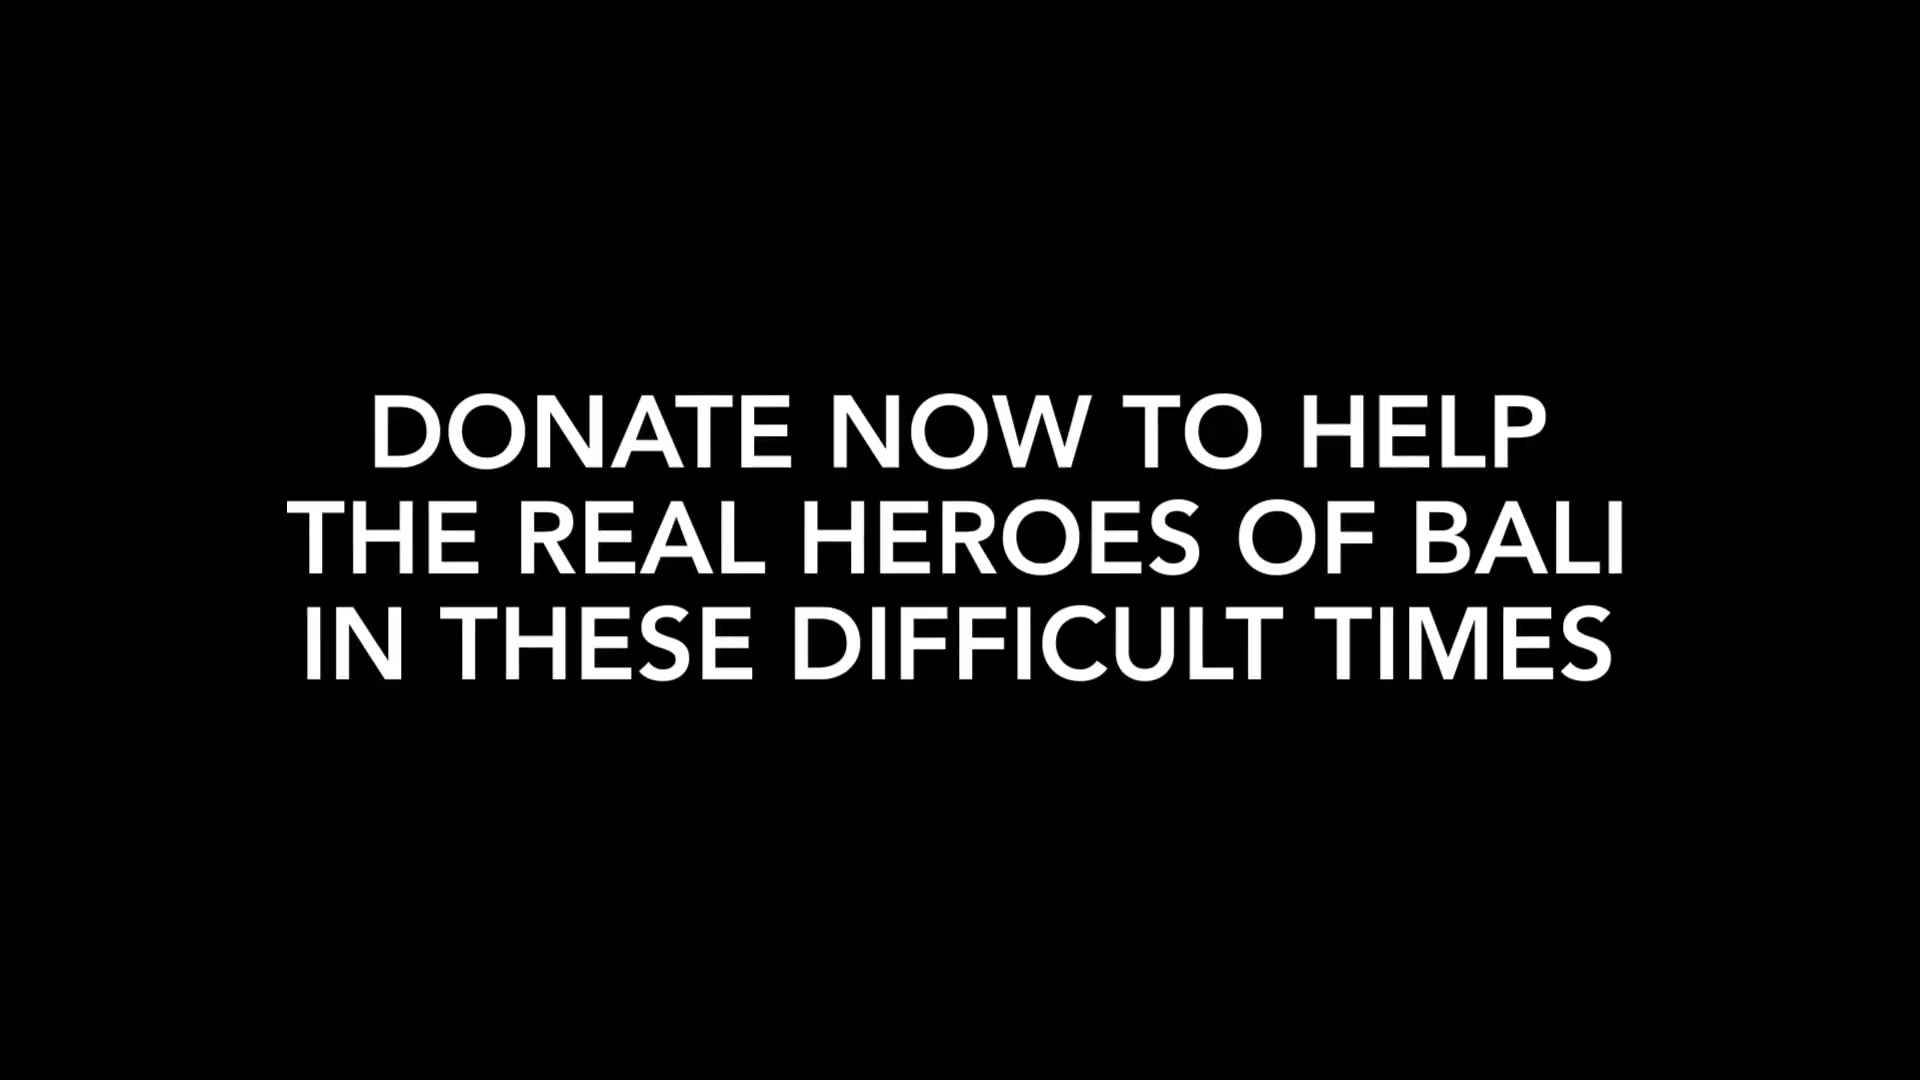 DONATE NOW TO HELP
THE REAL HEROES OF BALI
IN THESE DIFFICULT TIMES